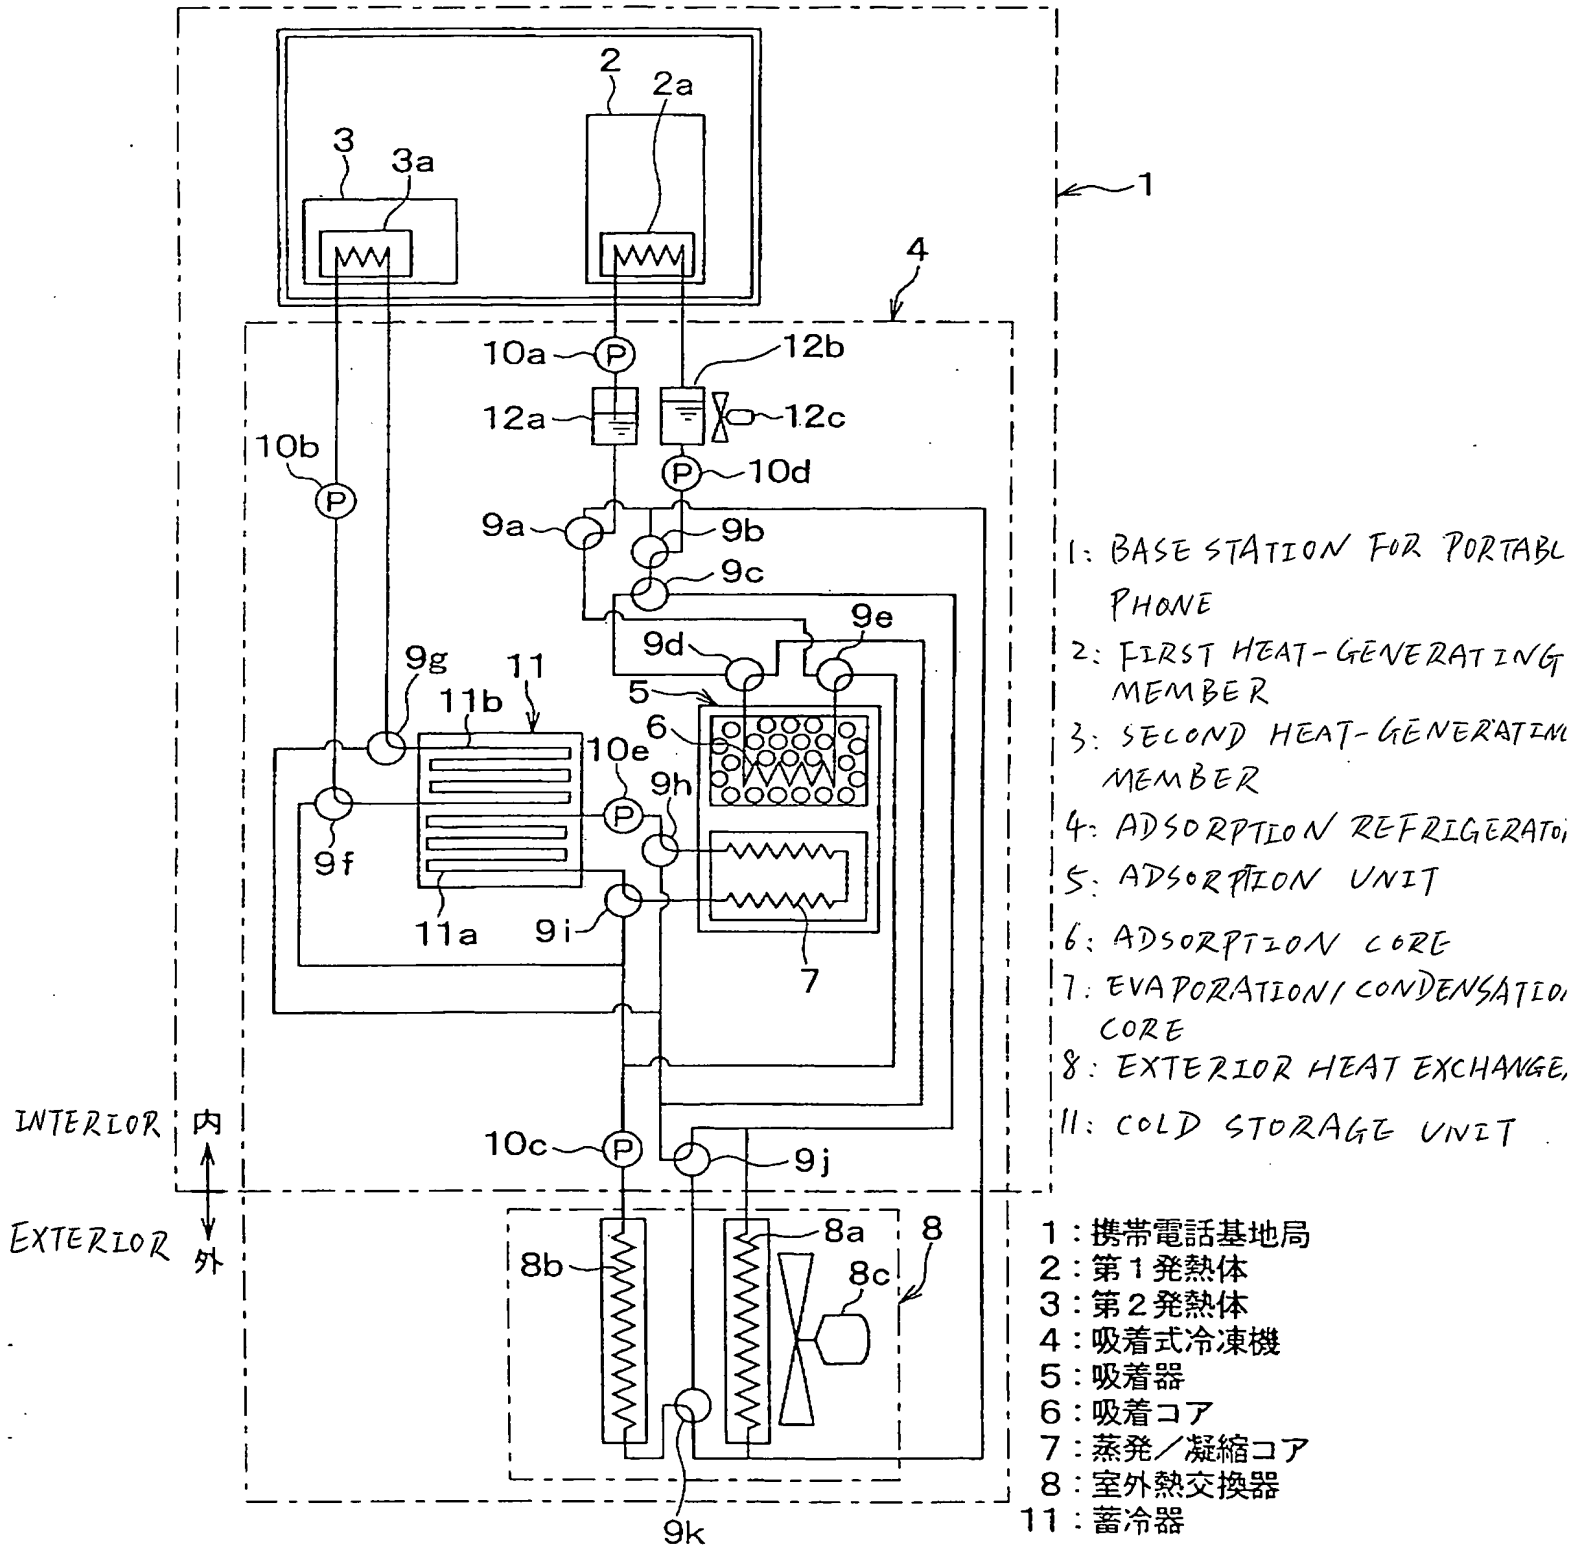 2
2a
3
3a
1
4
10a
12b
12a
12c
10b
10d
9a
9b
9c
9d
9e
9g
11
5
11b
6
10e
9h
9f
11a
9i
7
10c
9j
8a
8
8b
8c
9k
P
P
P
P
P
INTERIOR 内
EXTERIOR 外
1: BASE STATION FOR PORTABL
PHONE
2: FIRST HEAT-GENERATING
MEMBER
3: SECOND HEAT-GENERATIN
MEMBER
4: ADSORPTION REFRIGERATO
5: ADSORPTION UNIT
6: ADSORPTION CORE
7: EVAPORATION/CONDENSATIO
CORE
8: EXTERIOR HEAT EXCHANGE
11: COLD STORAGE UNIT
1：携帯電話基地局
2：第1発熱体
3：第2発熱体
4：吸着式冷凍機
5：吸着器
6：吸着コア
7：蒸発／凝縮コア
8：室外熱交換器
11：蓄冷器